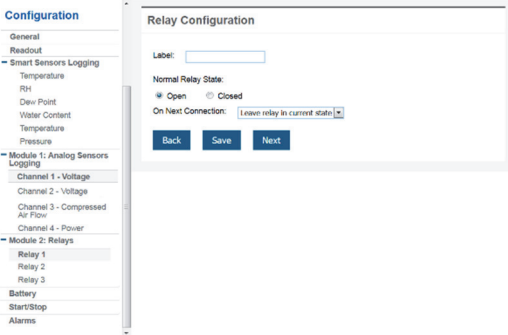 Configuration
General
Readout
Smart Sensors Logging
Temperature
RH
Dew Point
Water Content
Temperature
Pressure
Module 1: Analog Sensors
Logging
Channel 1 - Voltage
Channel 2 - Voltage
Channel 3 - Compressed
Air Flow
Channel 4 - Power
Module 2: Relays
Relay 1
Relay 2
Relay 3
Battery
Start/Stop
Alarms
Relay Configuration
Label:
Normal Relay State:
Open Closed
On Next Connection: Leave relay in current state
Back Save Next